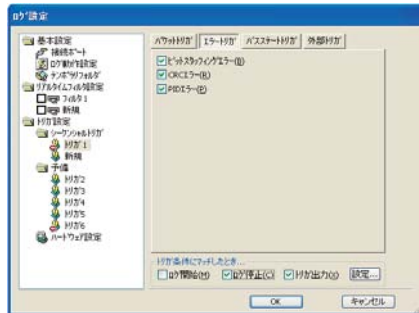 ﾛｸﾞ設定
基本設定
接続ポート
ﾛｸﾞ動作設定
ﾃﾝﾎﾟﾗﾘﾌｫﾙﾀﾞ
ﾘｱﾙﾀｲﾑﾌｨﾙﾀ設定
ﾌｨﾙﾀ1
新規
ﾄﾘｶﾞ設定
ｼｰｹﾝｼｬﾙﾄﾘｶﾞ
ﾄﾘｶﾞ1
新規
予備
ﾄﾘｶﾞ2
ﾄﾘｶﾞ3
ﾄﾘｶﾞ4
ﾄﾘｶﾞ5
ﾄﾘｶﾞ6
ﾊｰﾄﾞｳｪｱ設定
ﾊﾟｹｯﾄﾄﾘｶﾞ ｴﾗｰﾄﾘｶﾞ ﾊﾞｽｽﾃｰﾄﾄﾘｶﾞ 外部ﾄﾘｶﾞ
ﾋﾞｯﾄｽﾀｯﾌｨﾝｸﾞｴﾗｰ(B)
CRCｴﾗｰ(R)
PIDｴﾗｰ(P)
ﾄﾘｶﾞ条件にﾏｯﾁしたとき...
ﾛｸﾞ開始(M) ﾛｸﾞ停止(C) ﾄﾘｶﾞ出力(X) 設定...
OK ｷｬﾝｾﾙ